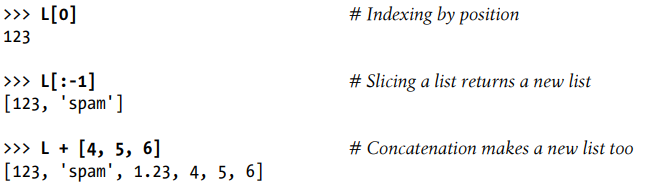 >>> L[0] # Indexing by position
123
>>> L[:-1] # Slicing a list returns a new list
[123, 'spam']
>>> L + [4, 5, 6] # Concatenation makes a new list too
[123, 'spam', 1.23, 4, 5, 6]